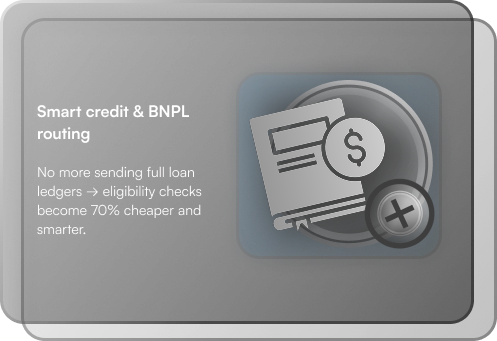 Smart credit & BNPL
routing
No more sending full loan
ledgers → eligibility checks
become 70% cheaper and
smarter.
$